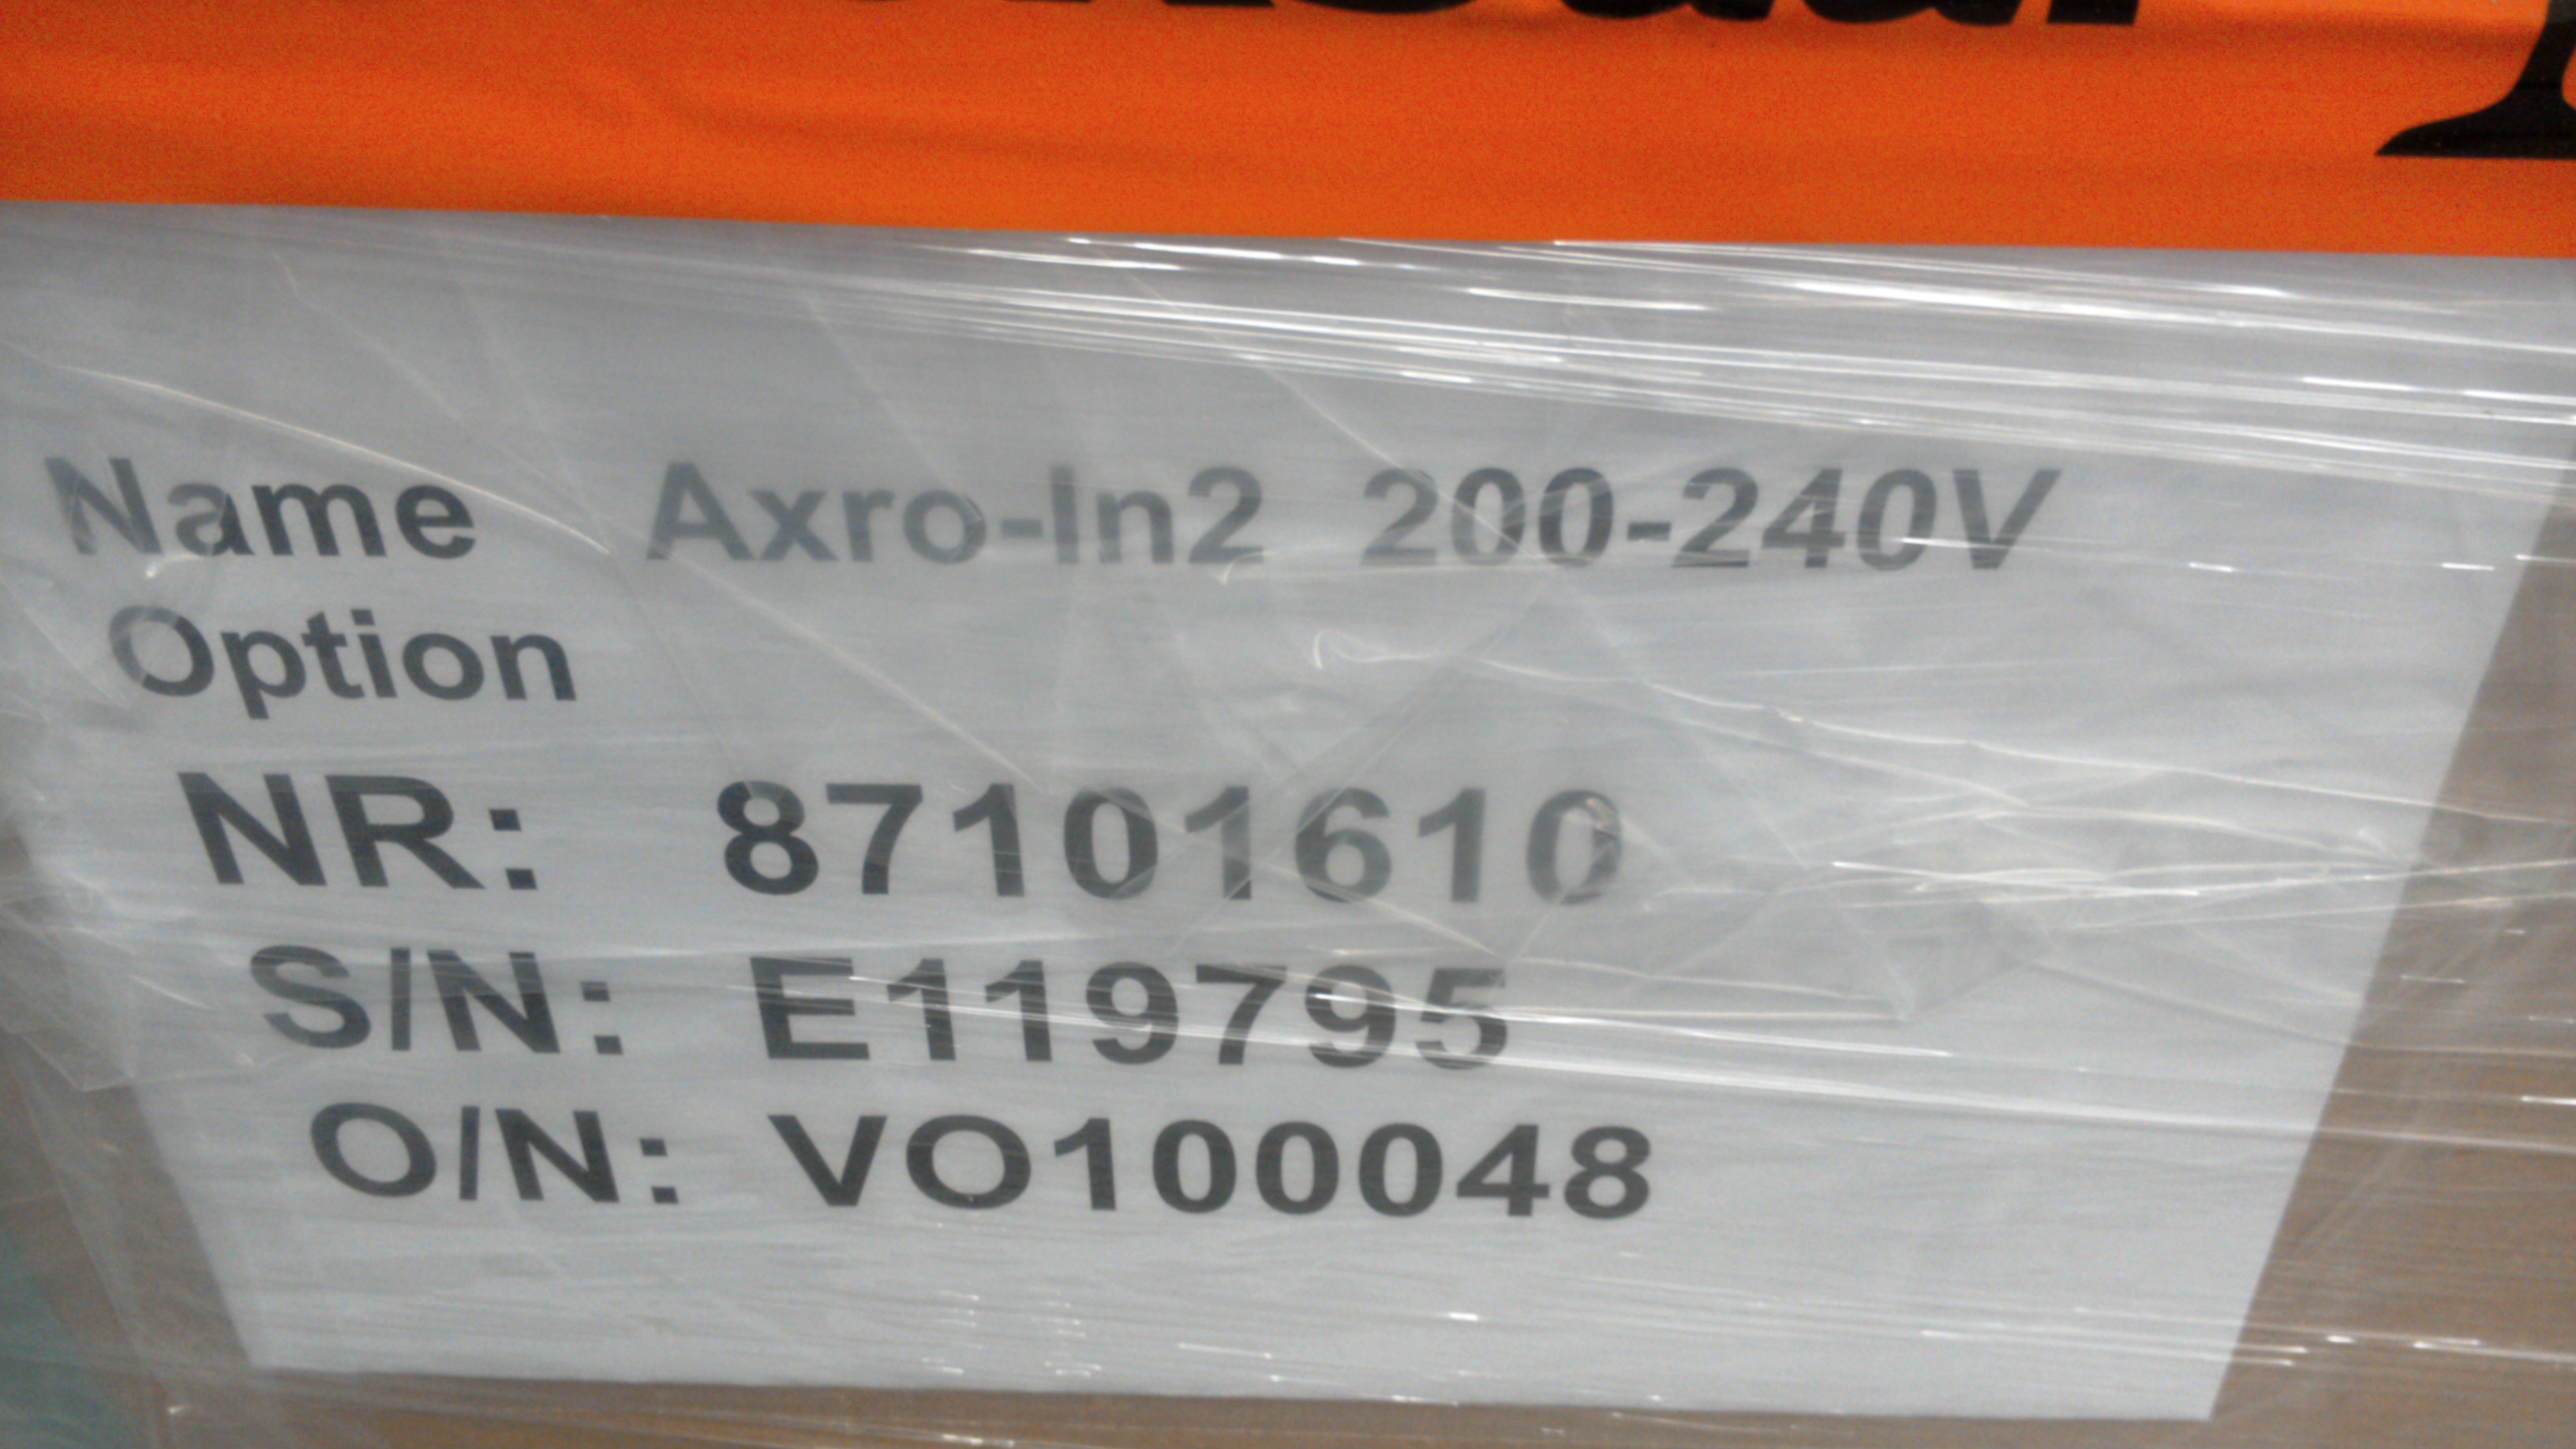 Name Axro-In2 200-240V
Option
NR: 87101610
S/N: E119795
O/N: VO100048